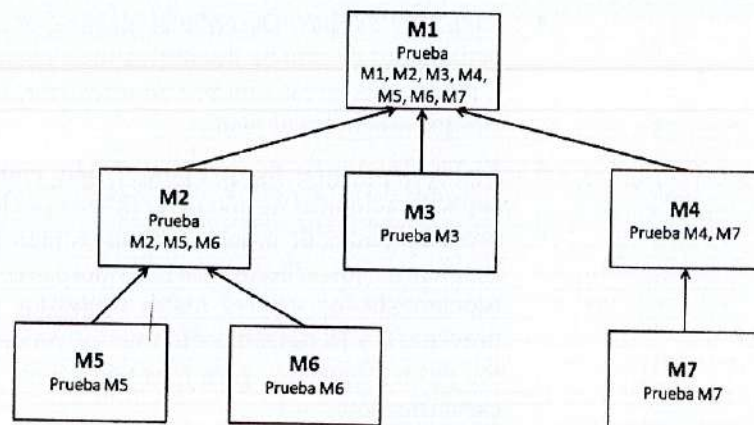 M1
Prueba
M1, M2, M3, M4,
M5, M6, M7
M2
Prueba
M2, M5, M6
M3
Prueba M3
M4
Prueba M4, M7
M5
Prueba M5
M6
Prueba M6
M7
Prueba M7